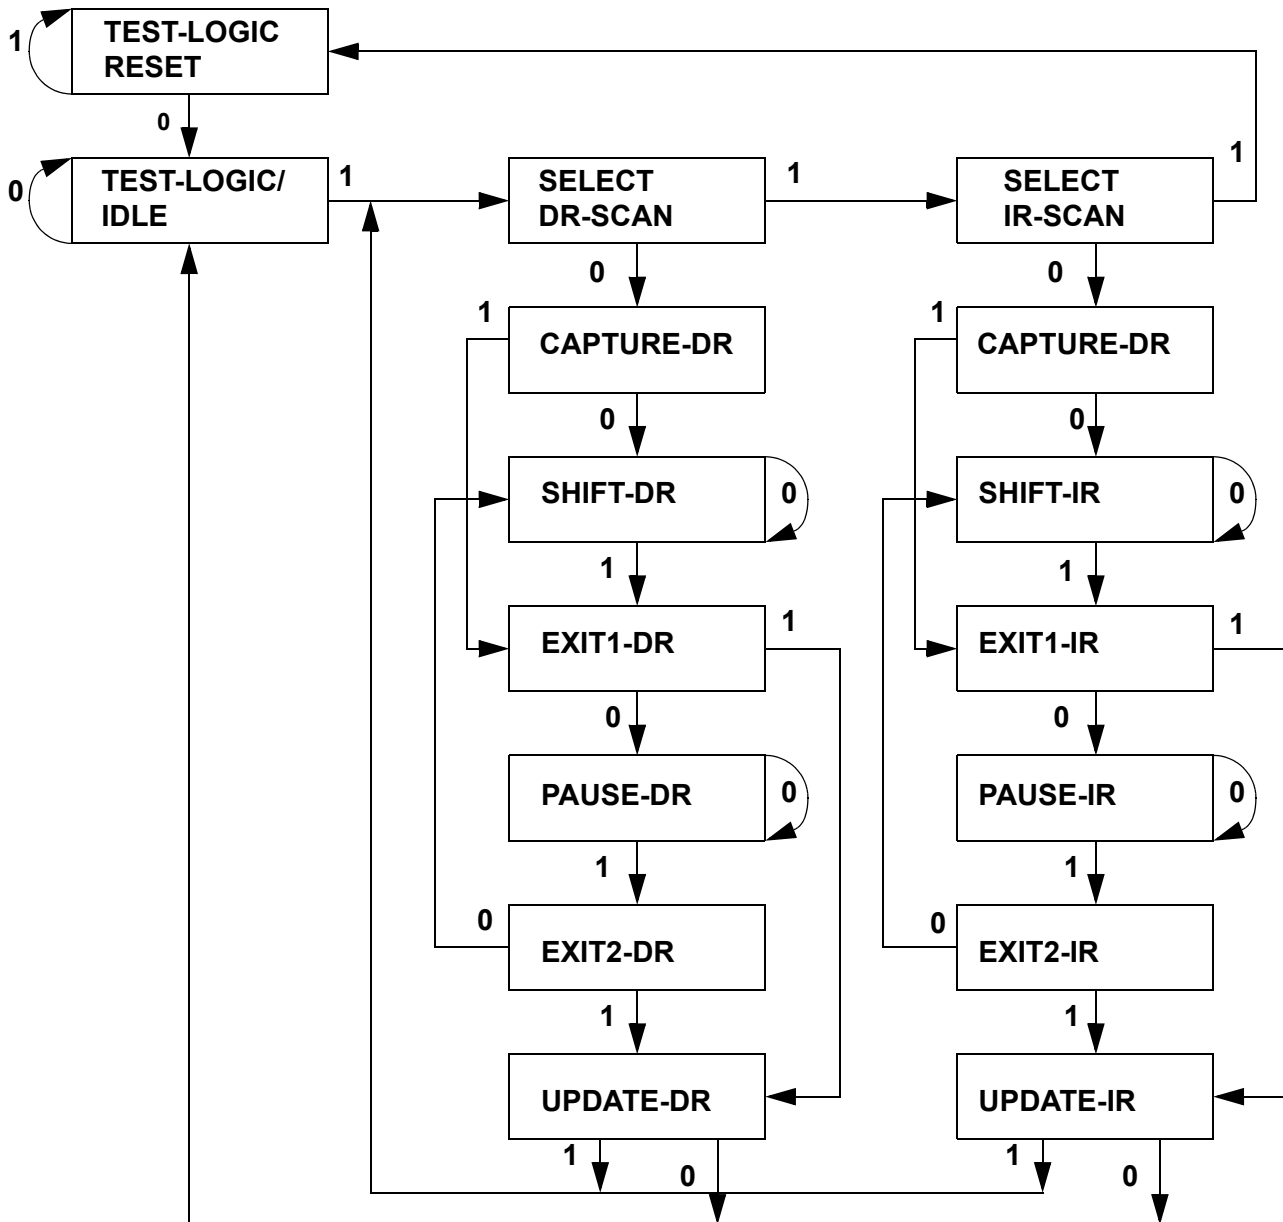 1
TEST-LOGIC
RESET
0
0
TEST-LOGIC/
IDLE
1
SELECT
DR-SCAN
1
SELECT
IR-SCAN
1
0
0
1
CAPTURE-DR
1
CAPTURE-DR
0
0
SHIFT-DR
0
SHIFT-IR
0
1
1
EXIT1-DR
1
EXIT1-IR
1
0
0
PAUSE-DR
0
PAUSE-IR
0
1
1
0
EXIT2-DR
0
EXIT2-IR
1
1
UPDATE-DR
UPDATE-IR
1
0
1
0